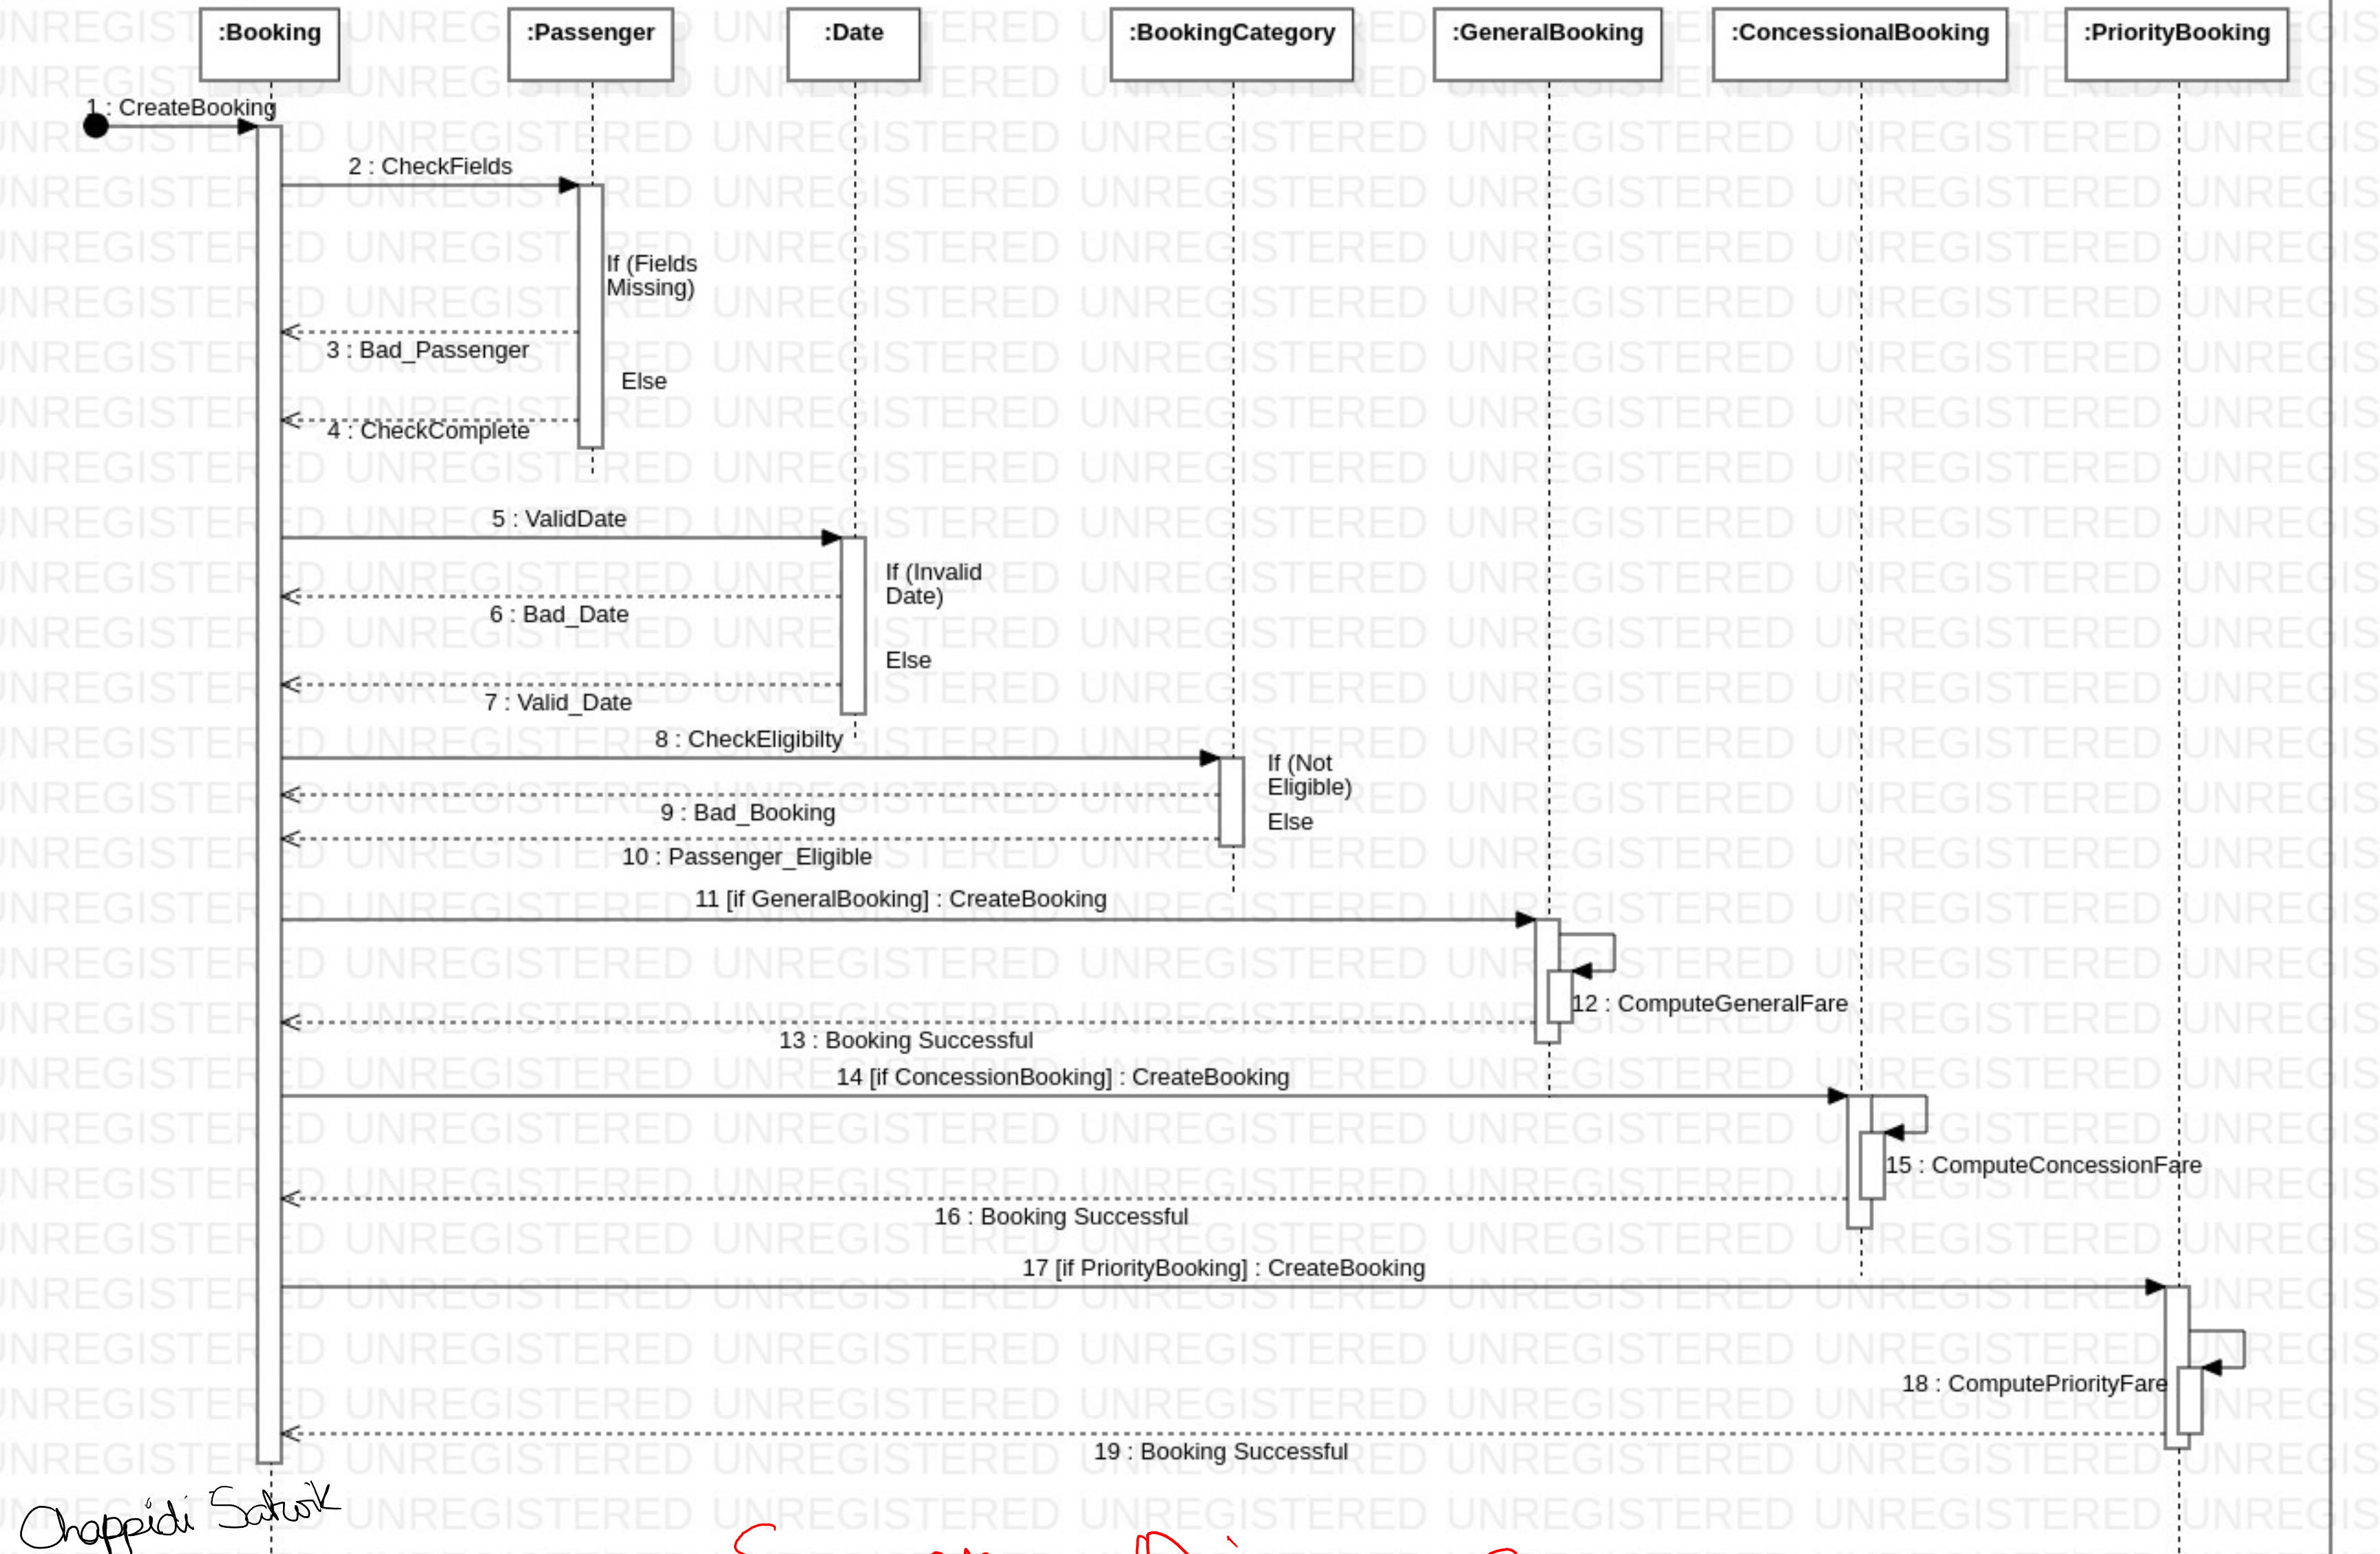 :Booking
:Passenger
:Date
:BookingCategory
:GeneralBooking
:ConcessionalBooking
:PriorityBooking
1 : CreateBooking
2 : CheckFields
If (Fields
Missing)
3 : Bad_Passenger
Else
4 : CheckComplete
5 : ValidDate
If (Invalid
Date)
6 : Bad_Date
Else
7 : Valid_Date
8 : CheckEligibilty
If (Not
Eligible)
9 : Bad_Booking
Else
10 : Passenger_Eligible
11 [if GeneralBooking] : CreateBooking
12 : ComputeGeneralFare
13 : Booking Successful
14 [if ConcessionBooking] : CreateBooking
15 : ComputeConcessionFare
16 : Booking Successful
17 [if PriorityBooking] : CreateBooking
18 : ComputePriorityFare
19 : Booking Successful
Chappidi Satwik
UNREGISTERED